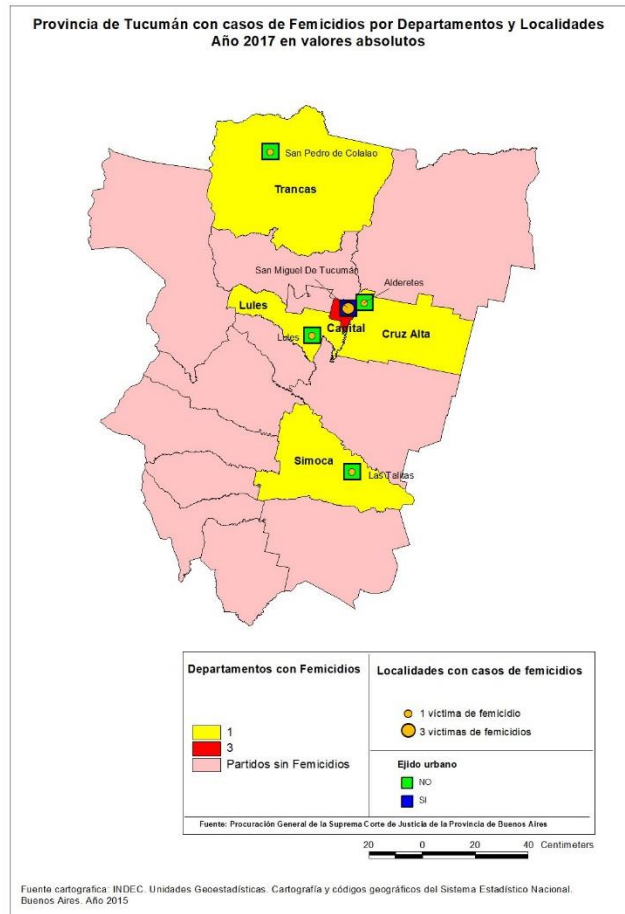 Provincia de Tucumán con casos de Femicidios por Departamentos y Localidades
Año 2017 en valores absolutos
San Pedro de Colalao
Trancas
San Miguel De Tucumán
Alderetes
Lules
Capital
Cruz Alta
Lules
Simoca
Las Talitas
Departamentos con Femicidios
1
3
Partidos sin Femicidios
Localidades con casos de femicidios
1 víctima de femicidio
3 víctimas de femicidios
Ejido urbano
NO
SI
Fuente: Procuración General de la Suprema Corte de Justicia de la Provincia de Buenos Aires
20 0 20 40 Centimeters
Fuente cartografica: INDEC. Unidades Geoestadísticas. Cartografía y códigos geográficos del Sistema Estadístico Nacional.
Buenos Aires. Año 2015